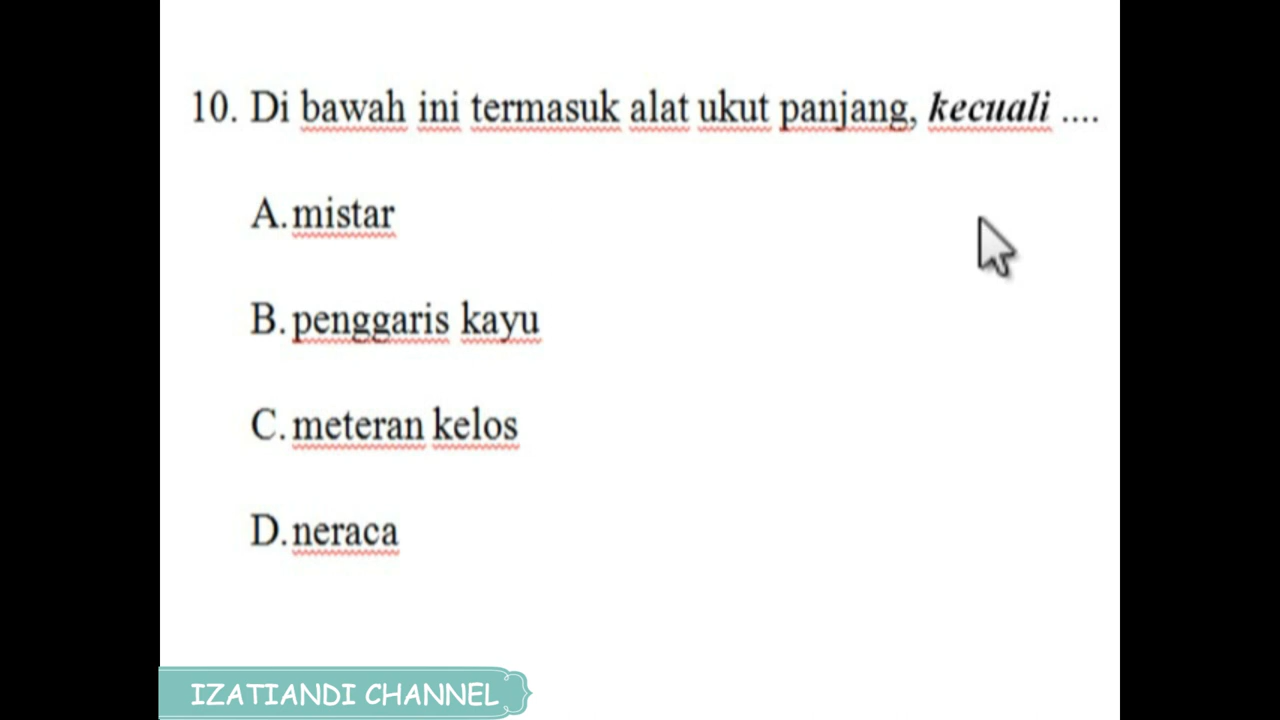 10. Di bawah ini termasuk alat ukut panjang, kecuali ....
A. mistar
B. penggaris kayu
C. meteran kelos
D. neraca
IZATIANDI CHANNEL